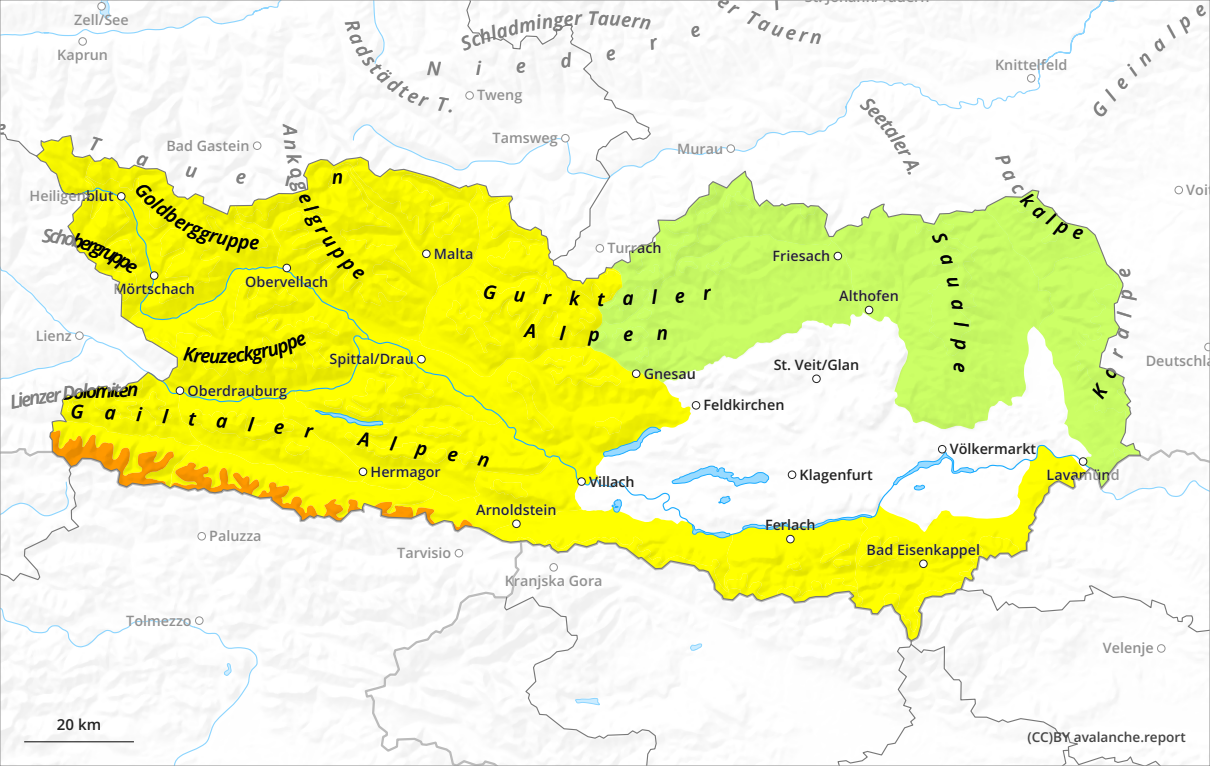 Zell/See
Kaprun
Radstädter T.
Schladminger Tauern
er Tauern
Niedere
Tweng
Tamsweg
Murau
Seetaler A.
Knittelfeld
Gleinalpe
Packalpe
Tauern
Bad Gastein
Ankogelgruppe
Heiligenblut
Goldberggruppe
Schobergruppe
Mörtschach
Obervellach
Malta
Turrach
Friesach
Althofen
Saualpe
Koralpe
Gurktaler
Alpen
Lienz
Kreuzeckgruppe
Spittal/Drau
Gnesau
St. Veit/Glan
Lienzer Dolomiten
Oberdrauburg
Feldkirchen
Gailtaler Alpen
Hermagor
Villach
Klagenfurt
Völkermarkt
Lavamünd
Arnoldstein
Ferlach
Bad Eisenkappel
Paluzza
Tarvisio
Kranjska Gora
Tolmezzo
Velenje
20 km
(CC)BY avalanche.report